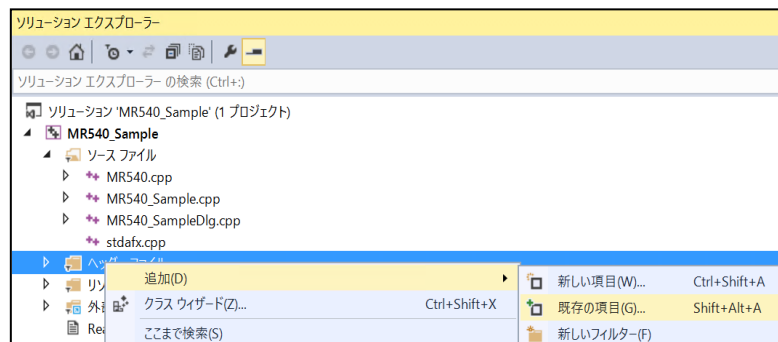 ソリューション エクスプローラー
ソリューション エクスプローラー の検索 (Ctrl+:)
ソリューション 'MR540_Sample' (1 プロジェクト)
MR540_Sample
ソース ファイル
MR540.cpp
MR540_Sample.cpp
MR540_SampleDlg.cpp
stdafx.cpp
追加(D)
新しい項目(W)... Ctrl+Shift+A
クラス ウィザード(Z)... Ctrl+Shift+X
既存の項目(G)... Shift+Alt+A
ここまで検索(S)
新しいフィルター(F)